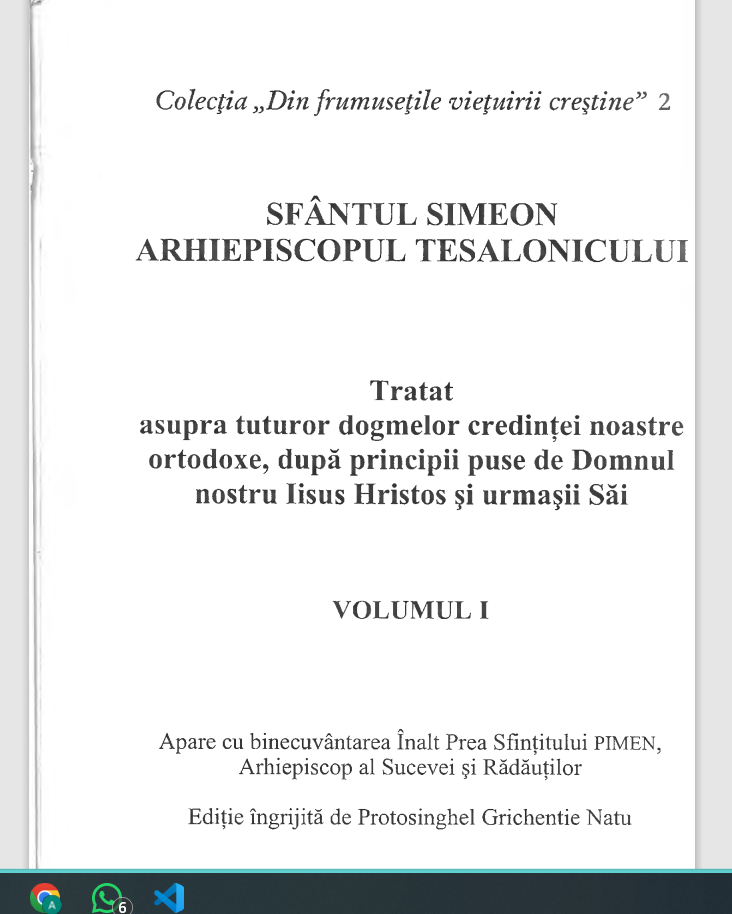 Colecţia „Din frumuseţile vieţuirii creştine” 2
SFÂNTUL SIMEON
ARHIEPISCOPUL TESALONICULUI
Tratat
asupra tuturor dogmelor credinței noastre
ortodoxe, după principii puse de Domnul
nostru Iisus Hristos şi urmaşii Săi
VOLUMUL I
Apare cu binecuvântarea Înalt Prea Sfințitului PIMEN,
Arhiepiscop al Sucevei şi Rădăuților
Ediție îngrijită de Protosinghel Grichentie Natu
A
6